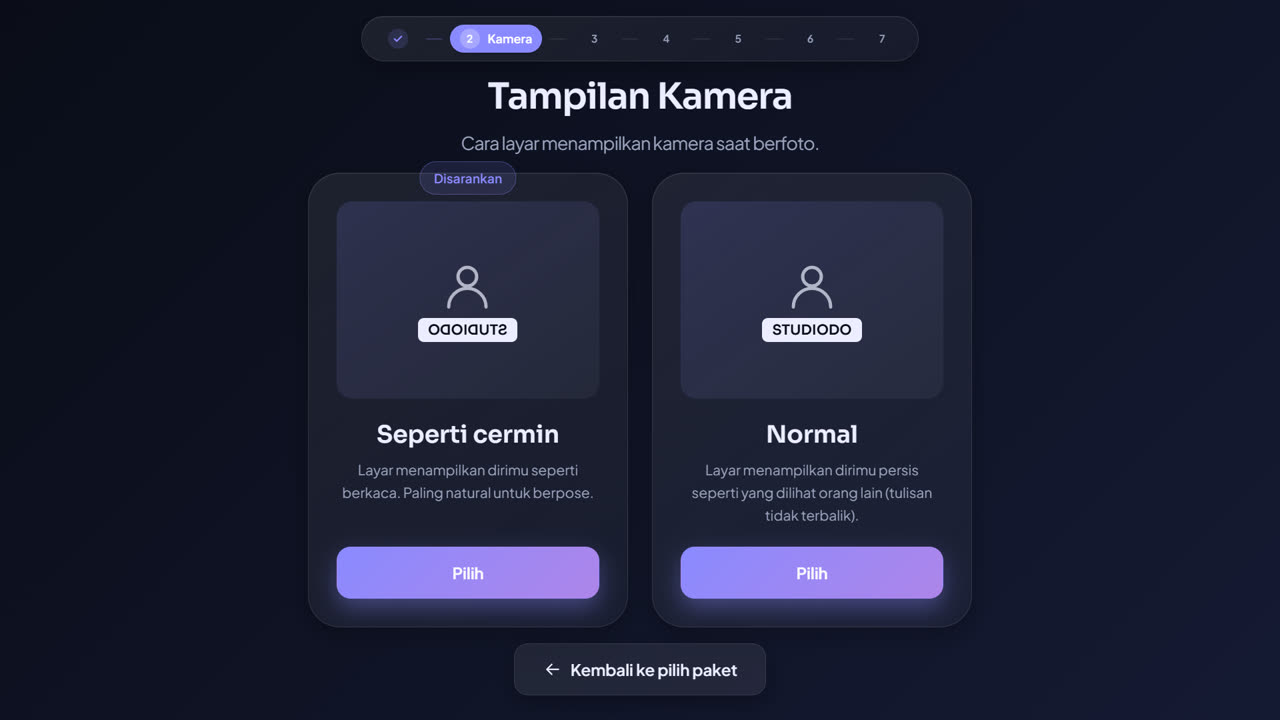 2 Kamera 3 4 5 6 7
Tampilan Kamera
Cara layar menampilkan kamera saat berfoto.
Disarankan
STUDIODO
Seperti cermin
Layar menampilkan dirimu seperti
berkaca. Paling natural untuk berpose.
Pilih
STUDIODO
Normal
Layar menampilkan dirimu persis
seperti yang dilihat orang lain (tulisan
tidak terbalik).
Pilih
← Kembali ke pilih paket